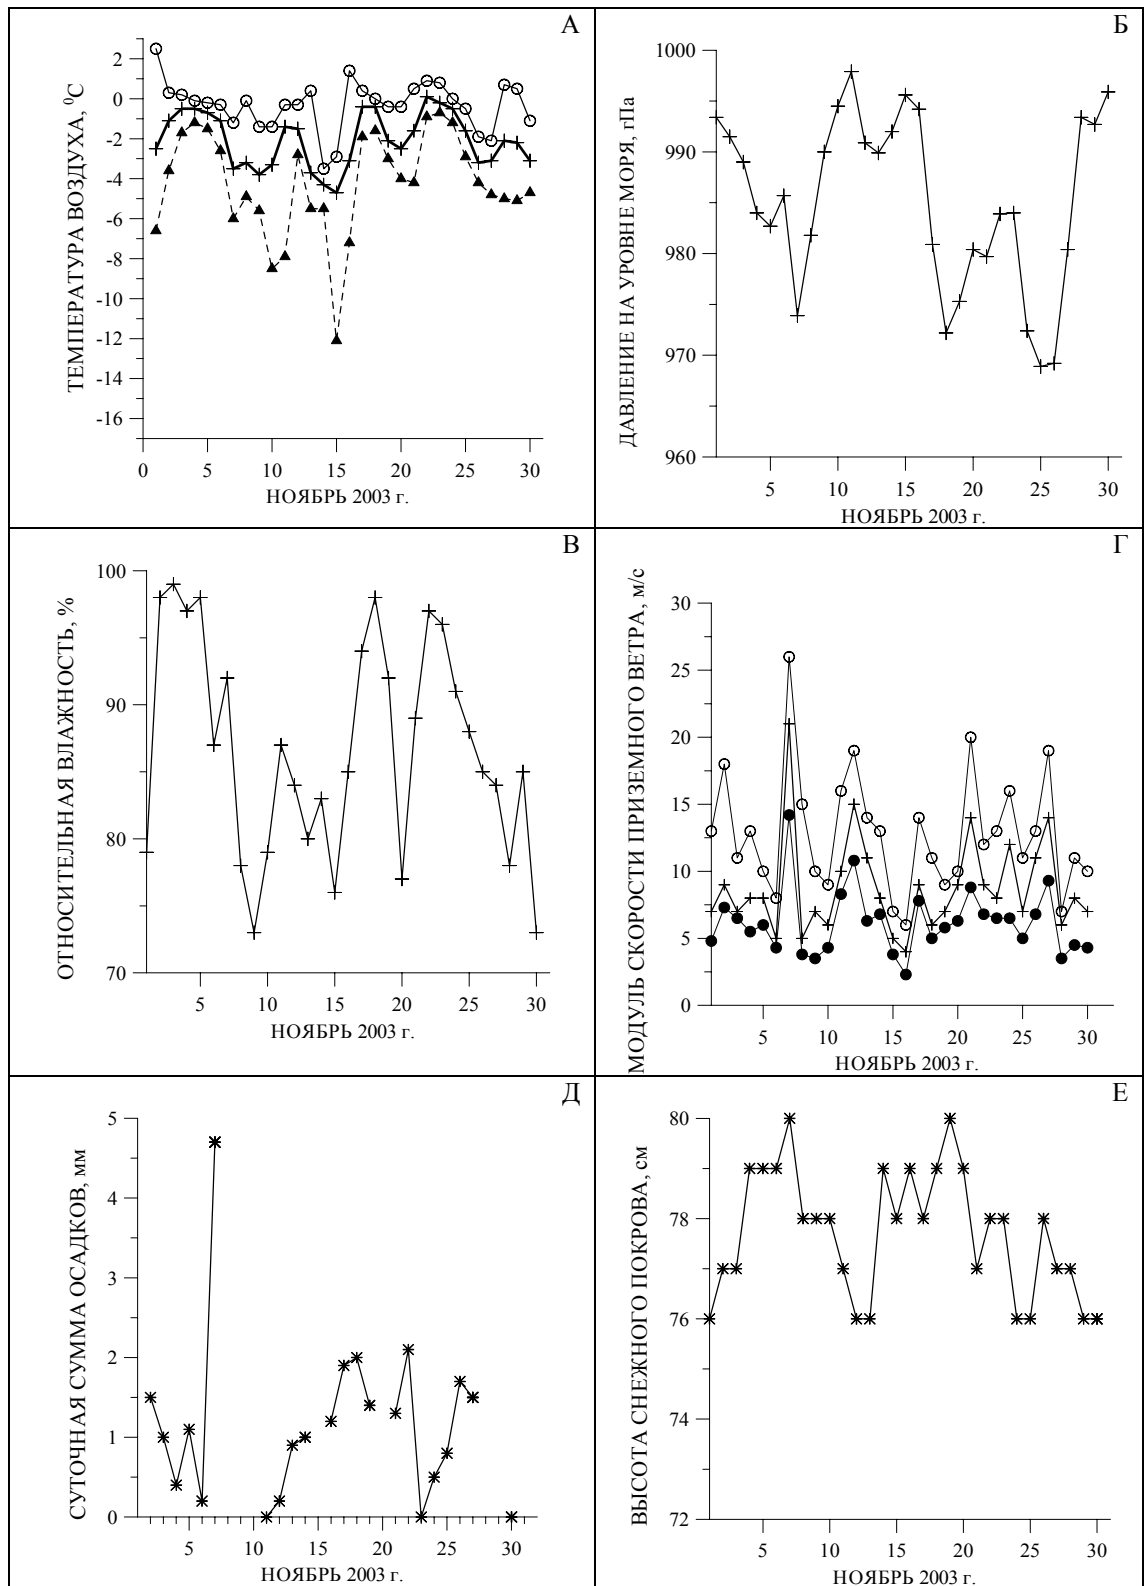 А
ТЕМПЕРАТУРА ВОЗДУХА, ⁰С
2
0
-2
-4
-6
-8
-10
-12
-14
-16
0 5 10 15 20 25 30
НОЯБРЬ 2003 г.
Б
ДАВЛЕНИЕ НА УРОВНЕ МОРЯ, гПа
1000
990
980
970
960
5 10 15 20 25 30
НОЯБРЬ 2003 г.
В
ОТНОСИТЕЛЬНАЯ ВЛАЖНОСТЬ, %
100
90
80
70
5 10 15 20 25 30
НОЯБРЬ 2003 г.
Г
МОДУЛЬ СКОРОСТИ ПРИЗЕМНОГО ВЕТРА, м/с
30
25
20
15
10
5
0
5 10 15 20 25 30
НОЯБРЬ 2003 г.
Д
СУТОЧНАЯ СУММА ОСАДКОВ, мм
5
4
3
2
1
0
5 10 15 20 25 30
НОЯБРЬ 2003 г.
Е
ВЫСОТА СНЕЖНОГО ПОКРОВА, см
80
78
76
74
72
5 10 15 20 25 30
НОЯБРЬ 2003 г.